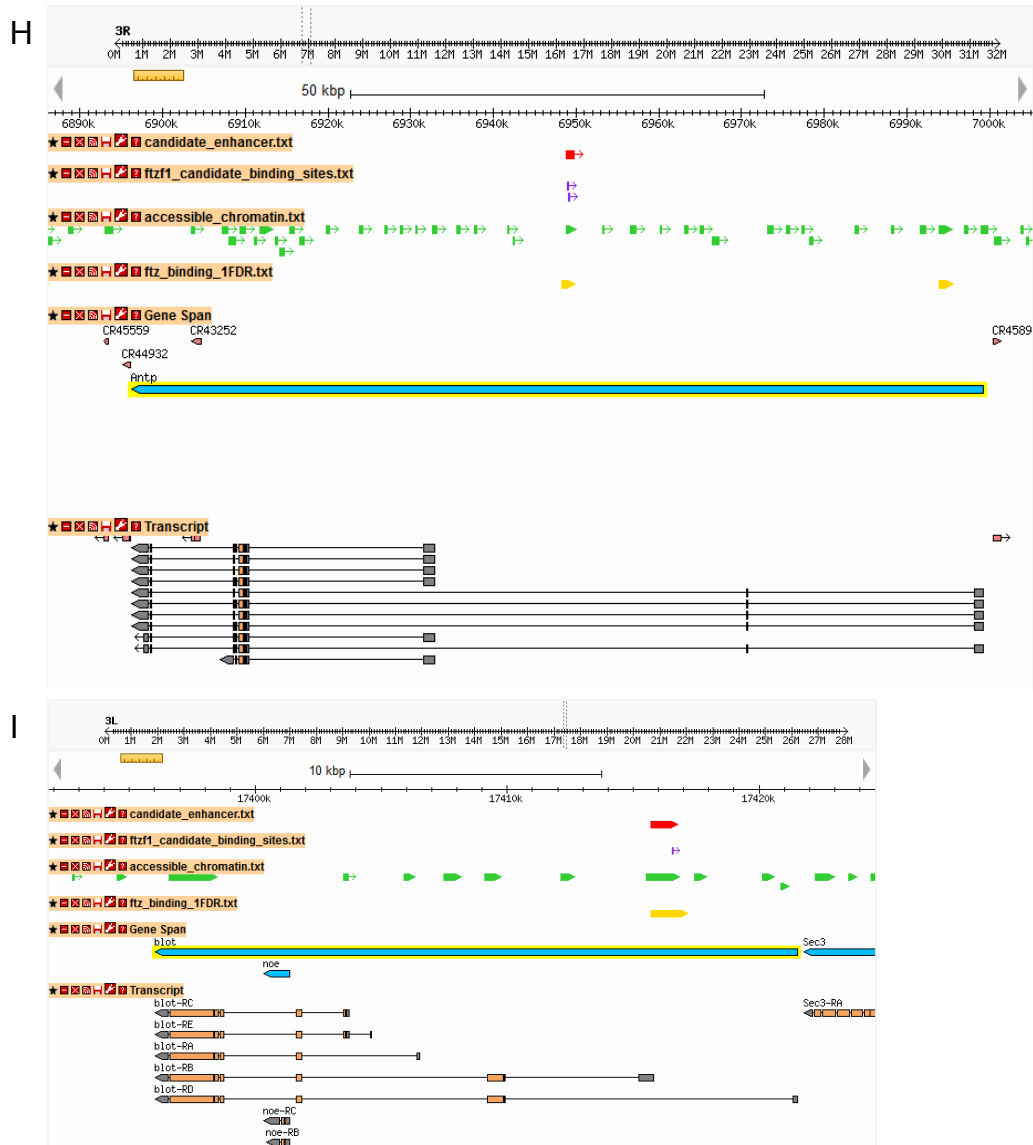 H
3R
0M 1M 2M 3M 4M 5M 6M 7M 8M 9M 10M 11M 12M 13M 14M 15M 16M 17M 18M 19M 20M 21M 22M 23M 24M 25M 26M 27M 28M 29M 30M 31M 32M
50 kbp
6890k 6900k 6910k 6920k 6930k 6940k 6950k 6960k 6970k 6980k 6990k 7000k
candidate_enhancer.txt
ftzf1_candidate_binding_sites.txt
accessible_chromatin.txt
ftz_binding_1FDR.txt
Gene Span
CR45559 CR43252 CR4589
CR44932
Antp
Transcript
I
3L
0M 1M 2M 3M 4M 5M 6M 7M 8M 9M 10M 11M 12M 13M 14M 15M 16M 17M 18M 19M 20M 21M 22M 23M 24M 25M 26M 27M 28M
10 kbp
17400k 17410k 17420k
candidate_enhancer.txt
ftzf1_candidate_binding_sites.txt
accessible_chromatin.txt
ftz_binding_1FDR.txt
Gene Span
blot Sec3
noe
Transcript
blot-RC Sec3-RA
blot-RE
blot-RA
blot-RB
blot-RD
noe-RC
noe-RB